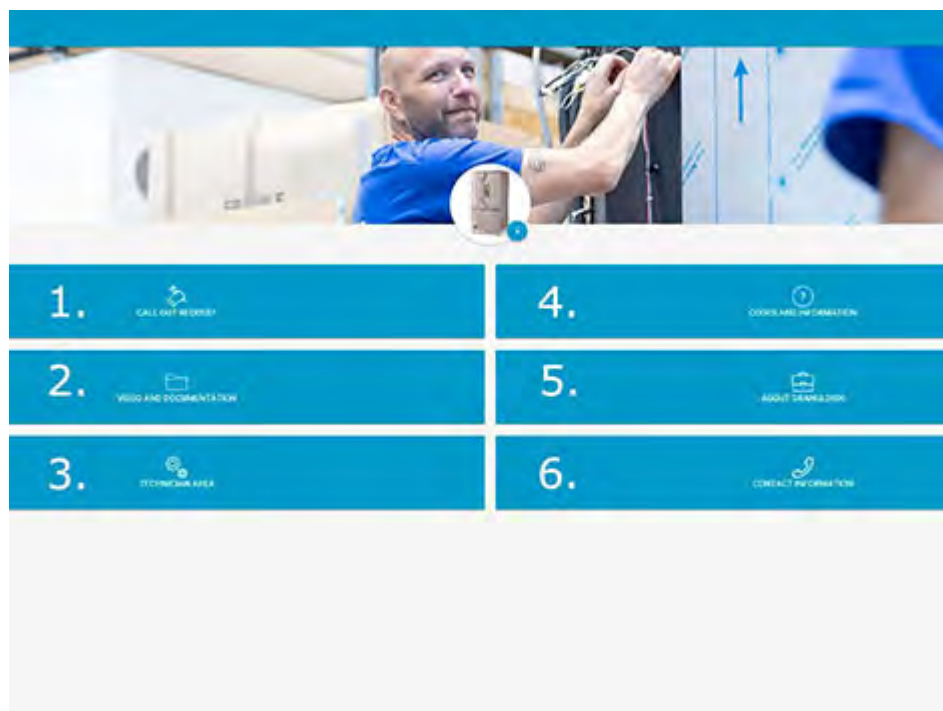 1.
CALL OUT REQUEST
2.
VIDEO AND DOCUMENTATION
3.
TECHNICIAN AREA
4.
AND INFORMATION
5.
ABOUT GRANULDISK
6.
CONTACT INFORMATION